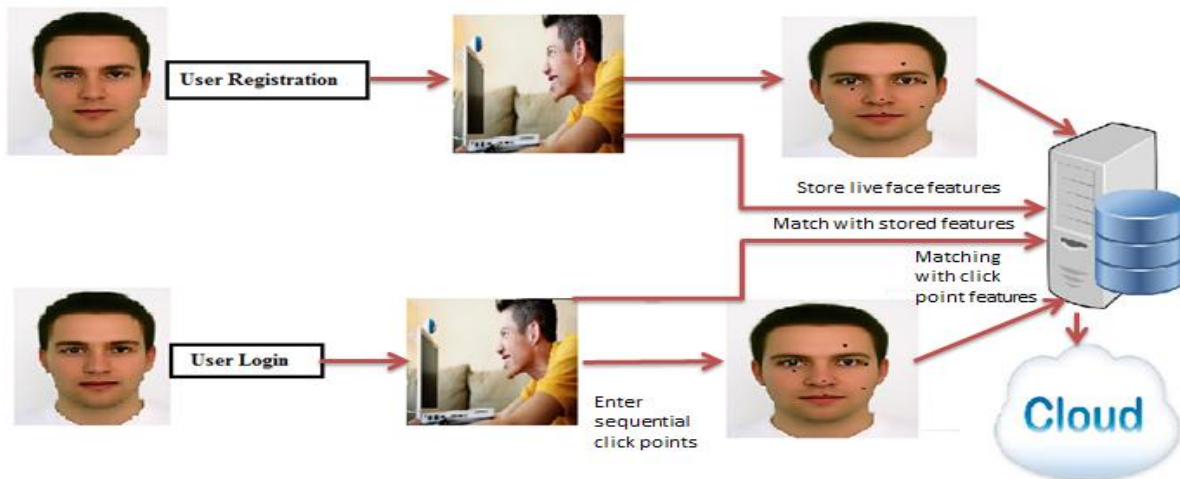 User Registration
Store live face features
Match with stored features
Matching
with click
point features
User Login
Enter
sequential
click points
Cloud